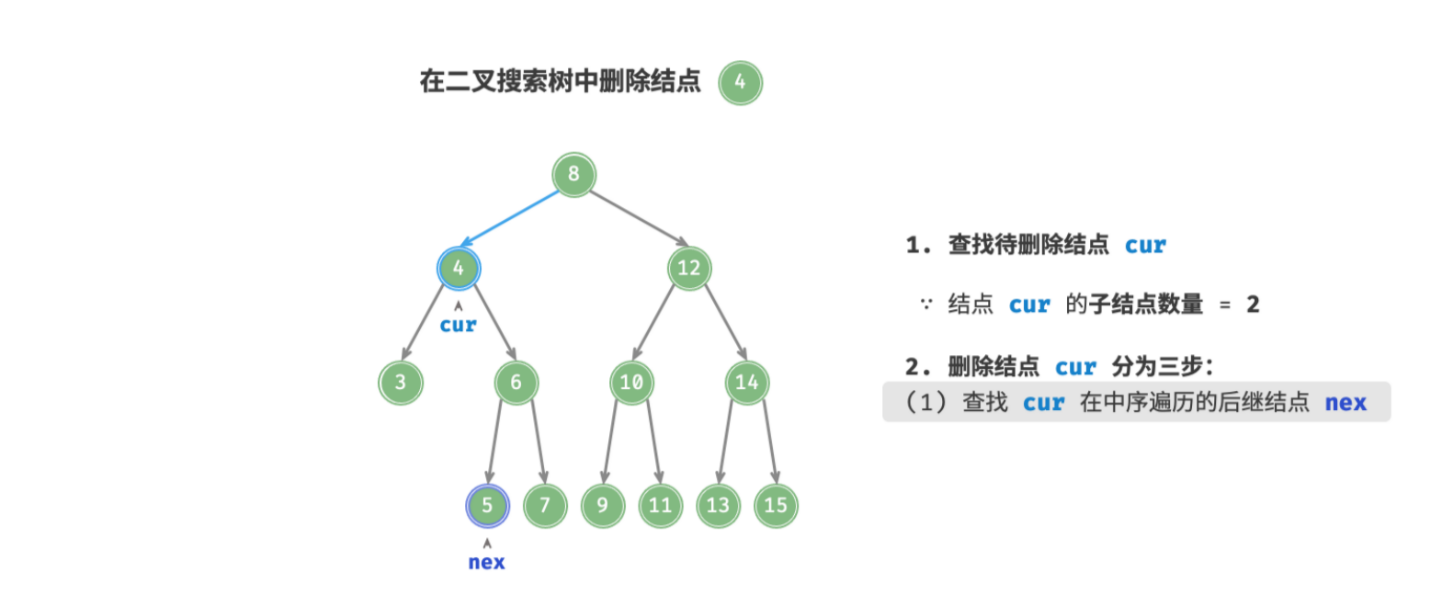 在二叉搜索树中删除结点 4
8
4
12
cur
3
6
10
14
5
7
9
11
13
15
nex
1. 查找待删除结点 cur
∵ 结点 cur 的子结点数量 = 2
2. 删除结点 cur 分为三步：
(1) 查找 cur 在中序遍历的后继结点 nex